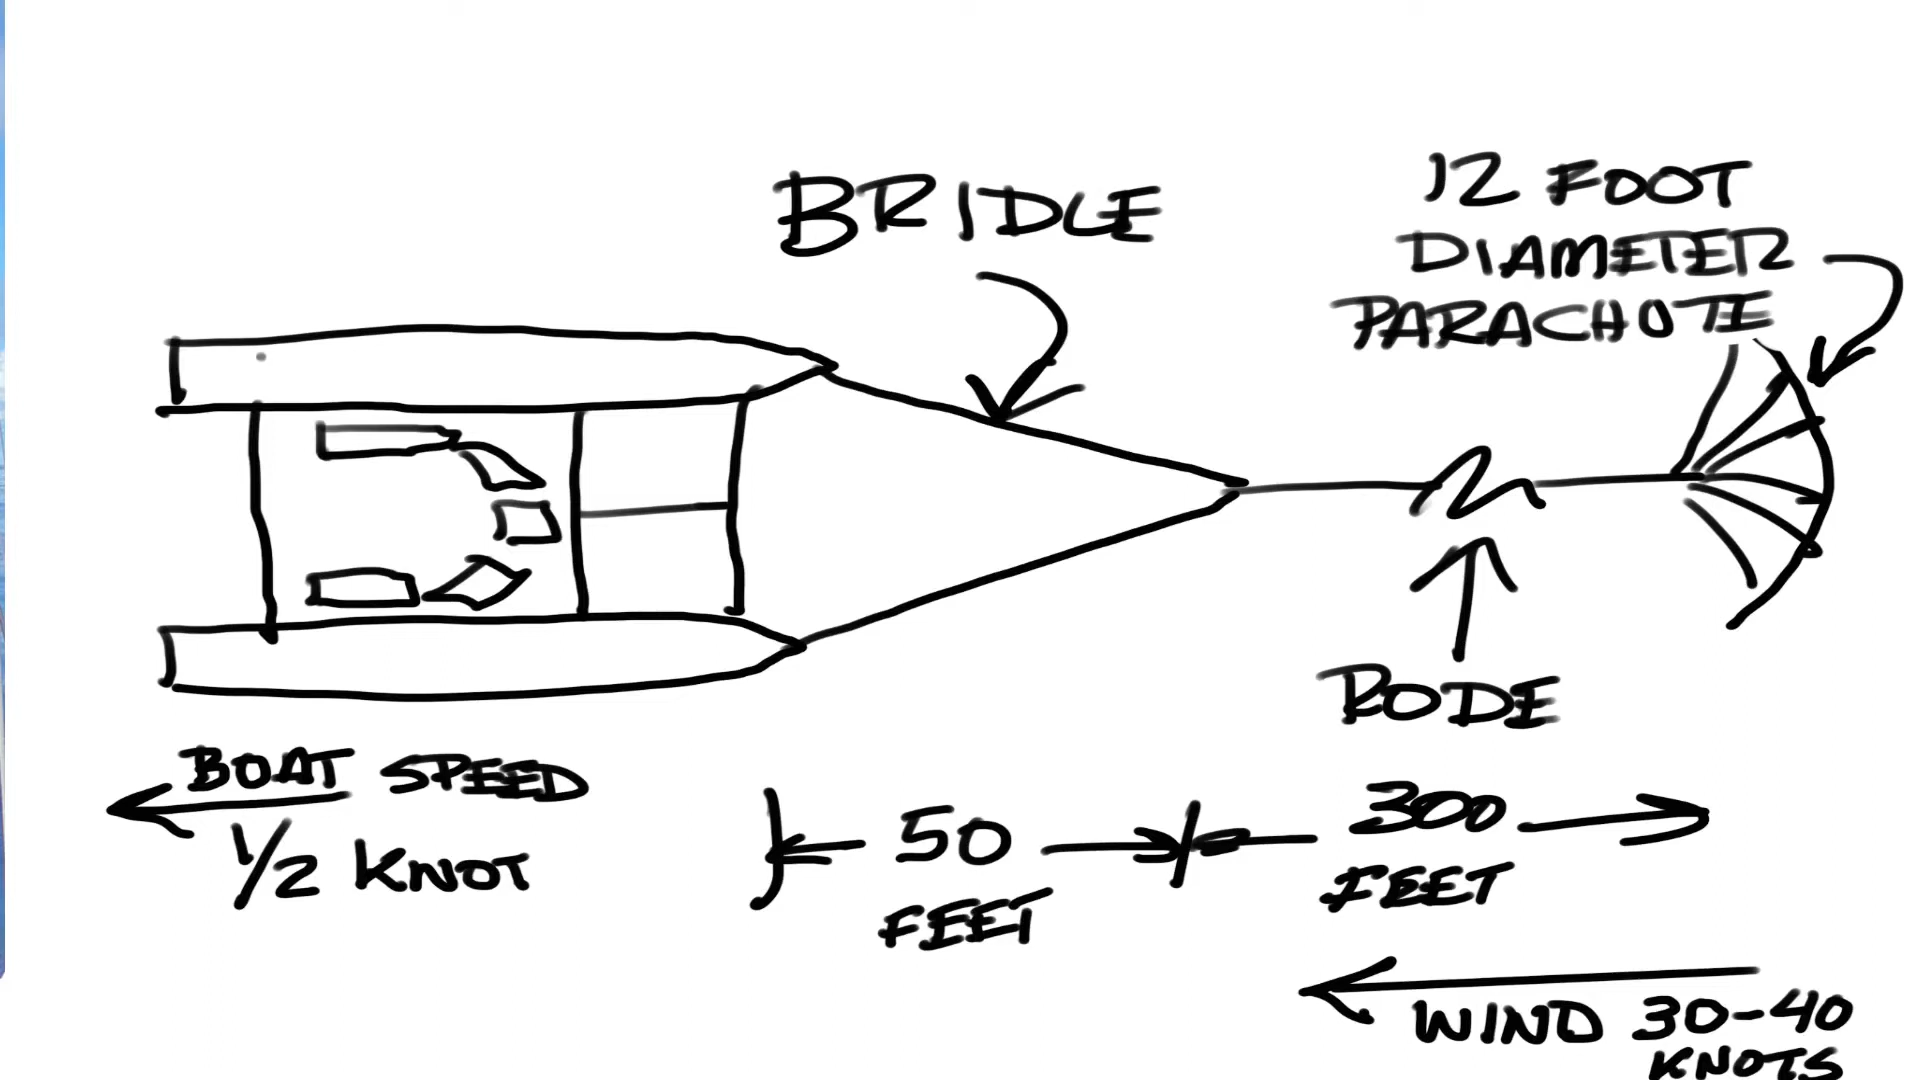 BRIDLE
12 FOOT
DIAMETER
PARACHUTE
RODE
BOAT SPEED
1/2 KNOT
50
FEET
300
FEET
WIND 30-40
KNOTS